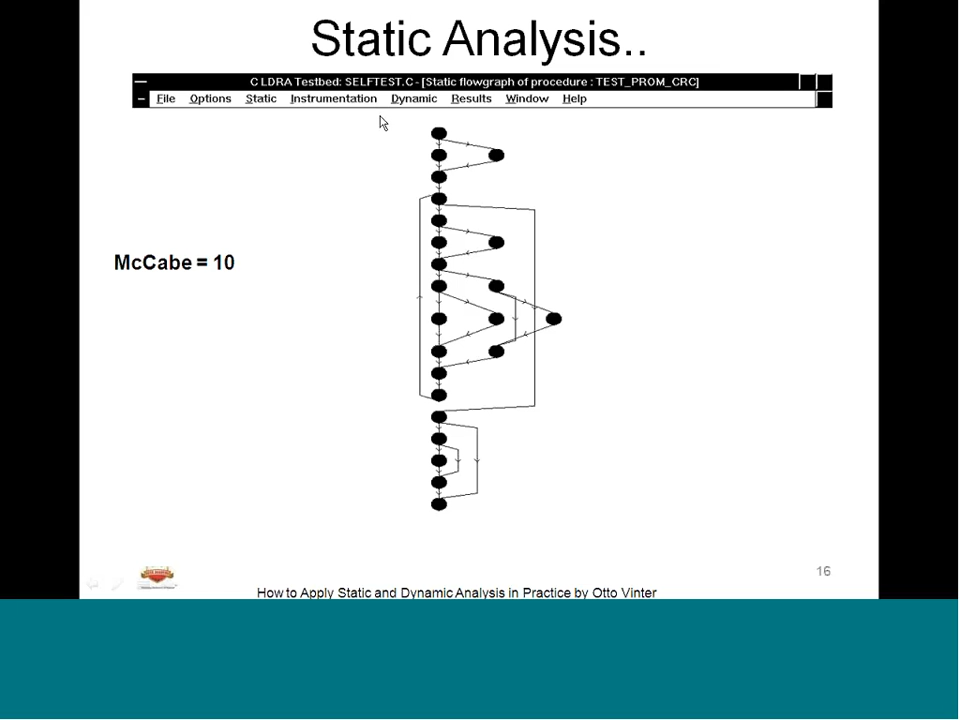 Static Analysis..
C LDRA Testbed: SELFTEST.C - [Static flowgraph of procedure : TEST_PROM_CRC]
File Options Static Instrumentation Dynamic Results Window Help
McCabe = 10
16
How to Apply Static and Dynamic Analysis in Practice by Otto Vinter